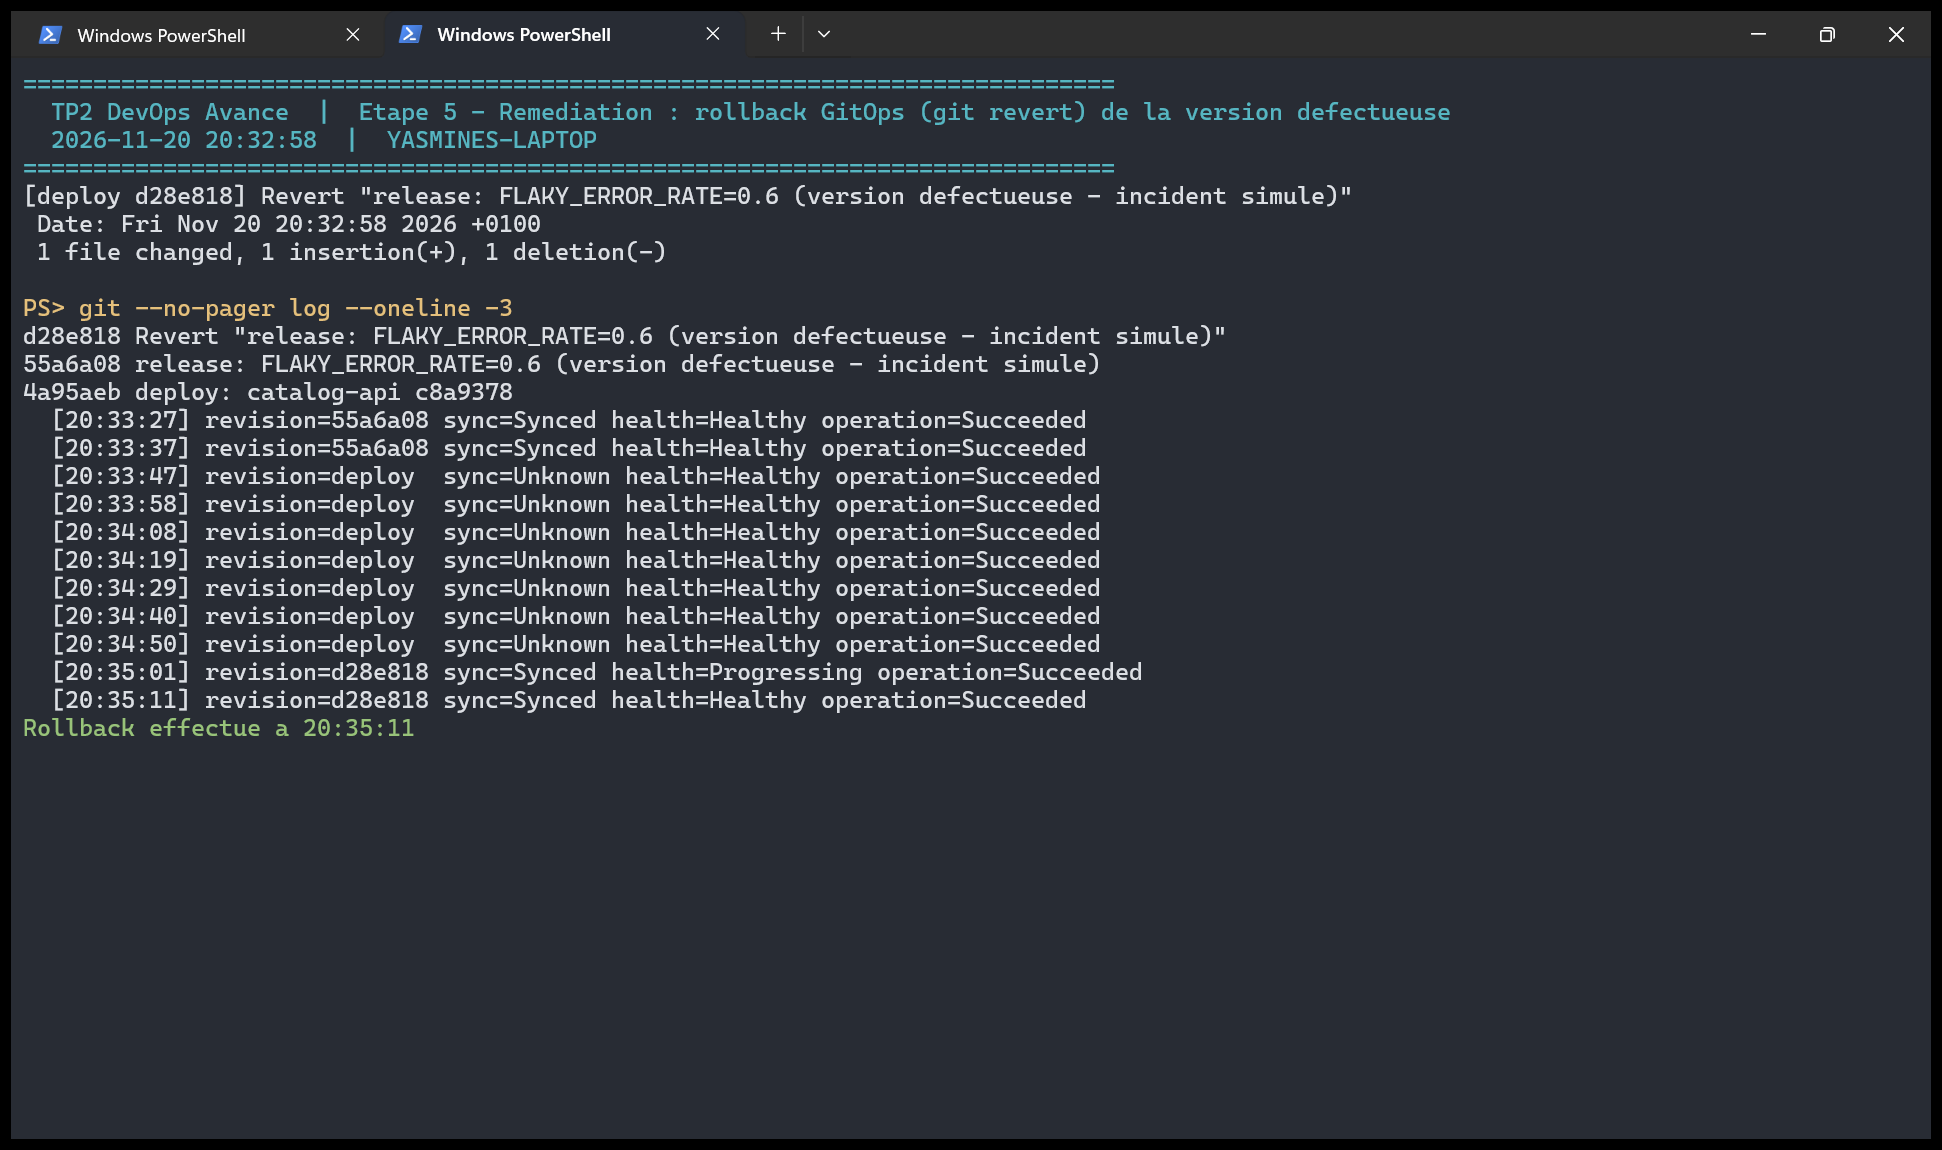 Windows PowerShell
Windows PowerShell
==============================================================================
TP2 DevOps Avance | Etape 5 - Remediation : rollback GitOps (git revert) de la version defectueuse
2026-11-20 20:32:58 | YASMINES-LAPTOP
==============================================================================
[deploy d28e818] Revert "release: FLAKY_ERROR_RATE=0.6 (version defectueuse - incident simule)"
Date: Fri Nov 20 20:32:58 2026 +0100
1 file changed, 1 insertion(+), 1 deletion(-)
PS> git --no-pager log --oneline -3
d28e818 Revert "release: FLAKY_ERROR_RATE=0.6 (version defectueuse - incident simule)"
55a6a08 release: FLAKY_ERROR_RATE=0.6 (version defectueuse - incident simule)
4a95aeb deploy: catalog-api c8a9378
[20:33:27] revision=55a6a08 sync=Synced health=Healthy operation=Succeeded
[20:33:37] revision=55a6a08 sync=Synced health=Healthy operation=Succeeded
[20:33:47] revision=deploy  sync=Unknown health=Healthy operation=Succeeded
[20:33:58] revision=deploy  sync=Unknown health=Healthy operation=Succeeded
[20:34:08] revision=deploy  sync=Unknown health=Healthy operation=Succeeded
[20:34:19] revision=deploy  sync=Unknown health=Healthy operation=Succeeded
[20:34:29] revision=deploy  sync=Unknown health=Healthy operation=Succeeded
[20:34:40] revision=deploy  sync=Unknown health=Healthy operation=Succeeded
[20:34:50] revision=deploy  sync=Unknown health=Healthy operation=Succeeded
[20:35:01] revision=d28e818 sync=Synced health=Progressing operation=Succeeded
[20:35:11] revision=d28e818 sync=Synced health=Healthy operation=Succeeded
Rollback effectue a 20:35:11